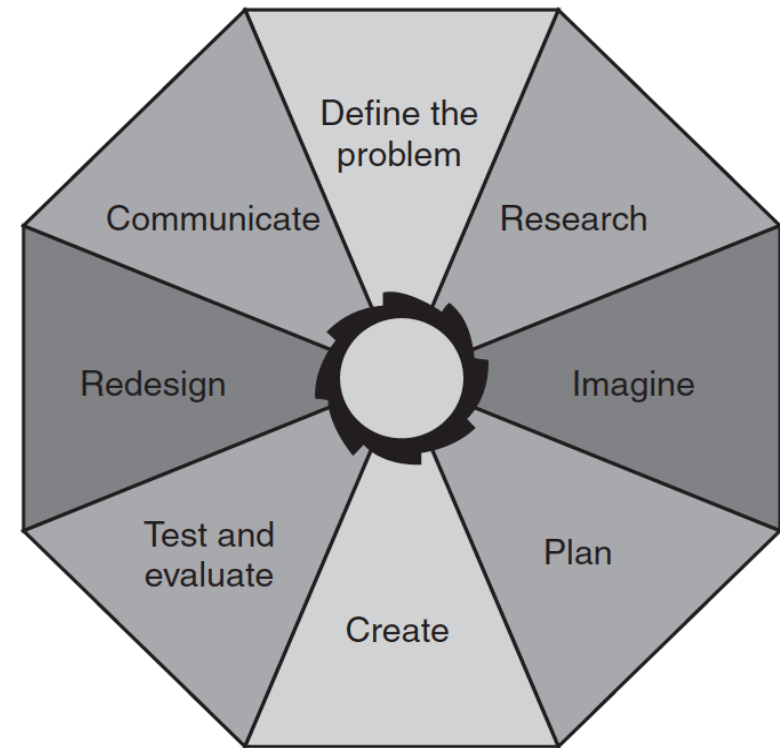 Define the
problem
Research
Imagine
Plan
Create
Test and
evaluate
Redesign
Communicate